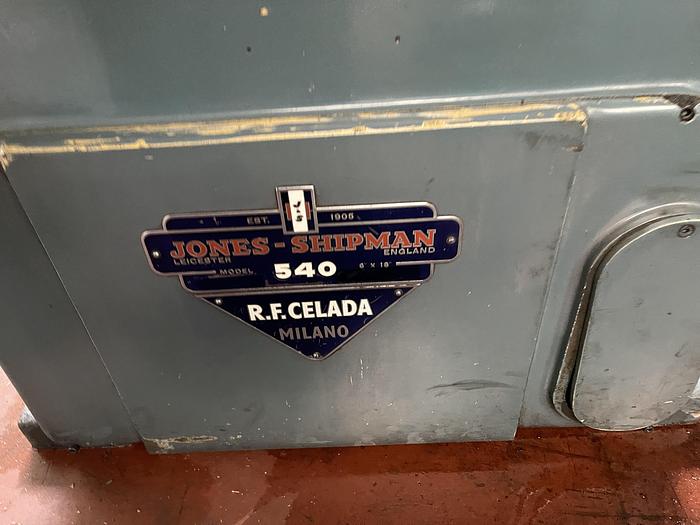 J-S
EST. 1905
JONES-SHIPMAN
LEICESTER ENGLAND
MODEL 540 6" X 18"
R.F. CELADA
MILANO